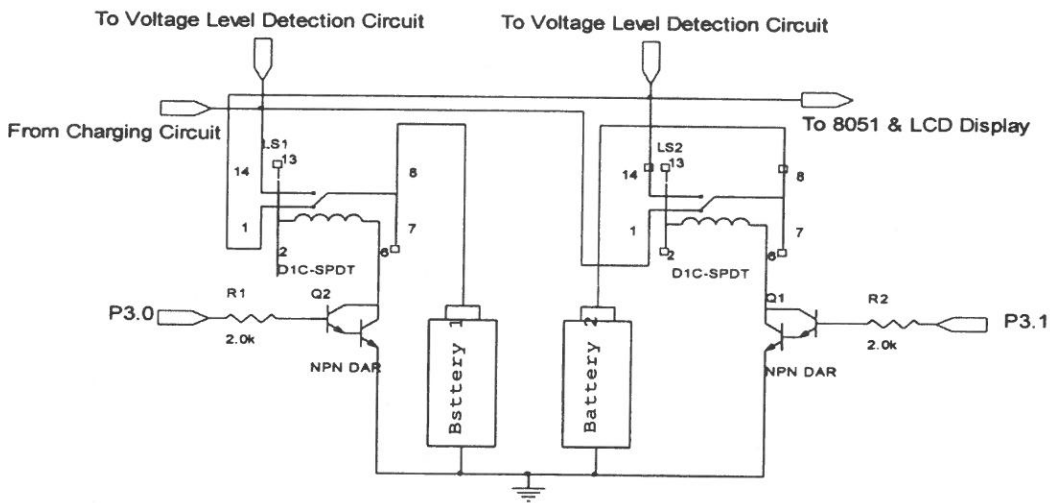 To Voltage Level Detection Circuit
To Voltage Level Detection Circuit
From Charging Circuit
To 8051 & LCD Display
LS1
13
14
8
1
7
2
6
D1C-SPDT
LS2
13
14
8
1
7
2
6
D1C-SPDT
P3.0
R1
2.0k
Q2
NPN DAR
Bsttery 1
Battery 2
Q1
NPN DAR
R2
2.0k
P3.1